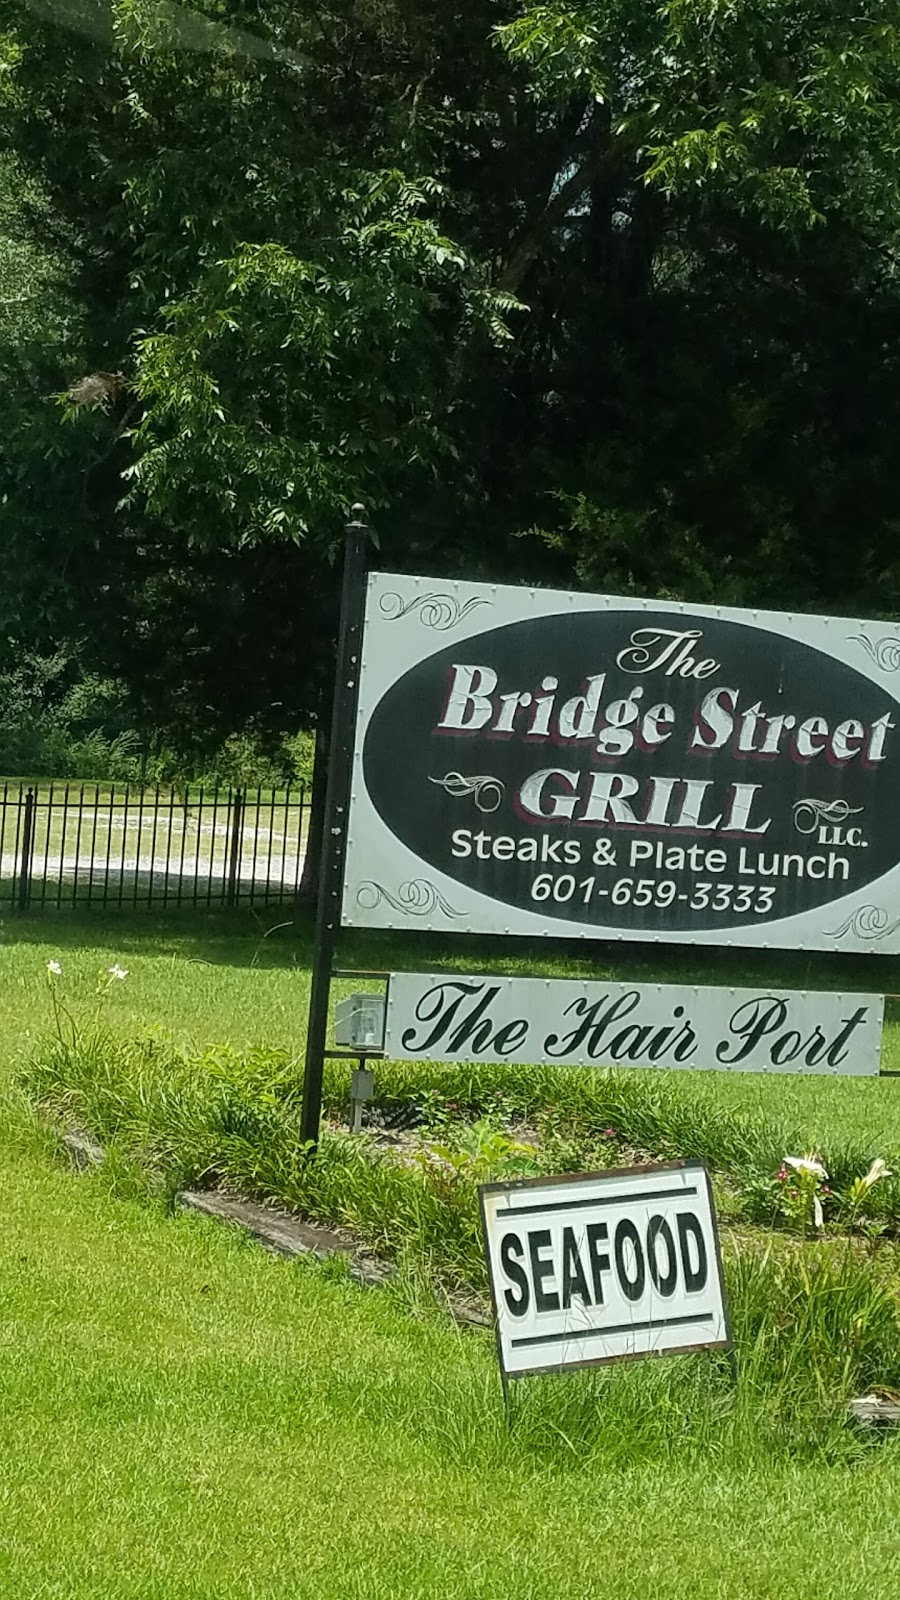 The
Bridge Street
GRILL LLC.
Steaks & Plate Lunch
601-659-3333
The Hair Port
SEAFOOD